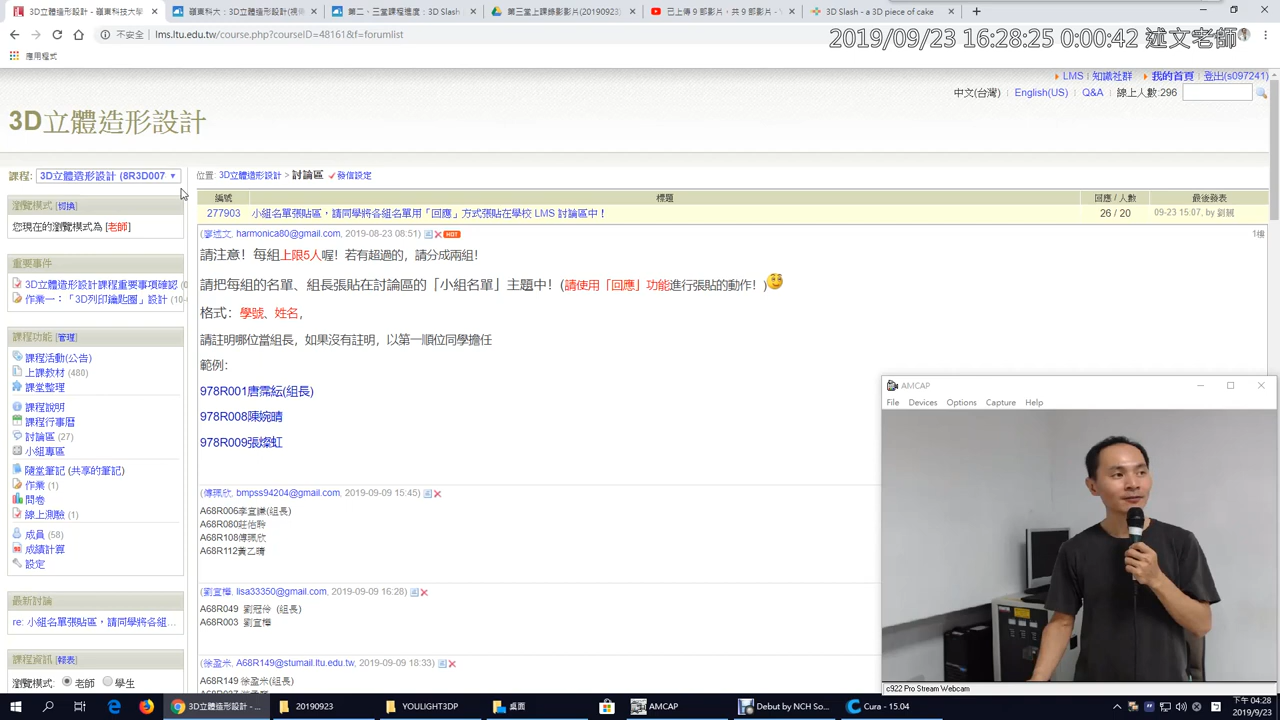 3D立體造形設計 - 嶺東科技大學
嶺東科大：3D立體造形設計(視傳
第二、三堂課程進度：3D Slash
第三堂上課錄影影片(20190923)
已上傳 9 部影片，共 9 部影片 - Yo
3D Slash - a 3D piece of cake
不安全 | lms.ltu.edu.tw/course.php?courseID=48161&f=forumlist
2019/09/23 16:28:25 0:00:42 述文老師
應用程式
LMS | 知識社群 我的首頁 | 登出(s097241)
中文(台灣) | English(US) | Q&A | 線上人數:296
3D立體造形設計
課程: 3D立體造形設計 (8R3D007
位置: 3D立體造形設計 > 討論區 發信設定
瀏覽模式 [切換]
您現在的瀏覽模式為 [老師]
重要事件
3D立體造形設計課程重要事項確認
作業一：「3D列印鑰匙圈」設計 (10-
課程功能 [管理]
課程活動(公告)
上課教材 (480)
課堂整理
課程說明
課程行事曆
討論區 (27)
小組專區
隨堂筆記 (共享的筆記)
作業 (1)
問卷
線上測驗 (1)
成員 (58)
成績計算
設定
最新討論
re: 小組名單張貼區，請同學將各組...
課程資訊 [報表]
瀏覽模式: 老師 學生
編號 標題 回應 / 人數 最後發表
277903 小組名單張貼區，請同學將各組名單用「回應」方式張貼在學校 LMS 討論區中！ 26 / 20 09-23 15:07, by 劉麗
(廖述文, harmonica80@gmail.com, 2019-08-23 08:51) HOT 1樓
請注意！每組上限5人喔！若有超過的，請分成兩組！
請把每組的名單、組長張貼在討論區的「小組名單」主題中！(請使用「回應」功能進行張貼的動作！)
格式：學號、姓名，
請註明哪位當組長，如果沒有註明，以第一順位同學擔任
範例：
978R001唐霈紜(組長)
978R008陳婉晴
978R009張燦虹
(傅珮欣, bmpss94204@gmail.com, 2019-09-09 15:45)
A68R006李宜謙(組長)
A68R080莊怡聆
A68R108傅珮欣
A68R112黃乙晴
(劉宜樺, lisa33350@gmail.com, 2019-09-09 16:28)
A68R049 劉冠伶 (組長)
A68R003 劉宜樺
(徐盈米, A68R149@stumail.ltu.edu.tw, 2019-09-09 18:33)
A68R149 徐盈米(組長)
AMCAP
File Devices Options Capture Help
c922 Pro Stream Webcam
3D立體造形設計 - ...
20190923
YOULIGHT3DP
桌面
AMCAP
Debut by NCH So...
Cura - 15.04
下午 04:28
2019/9/23